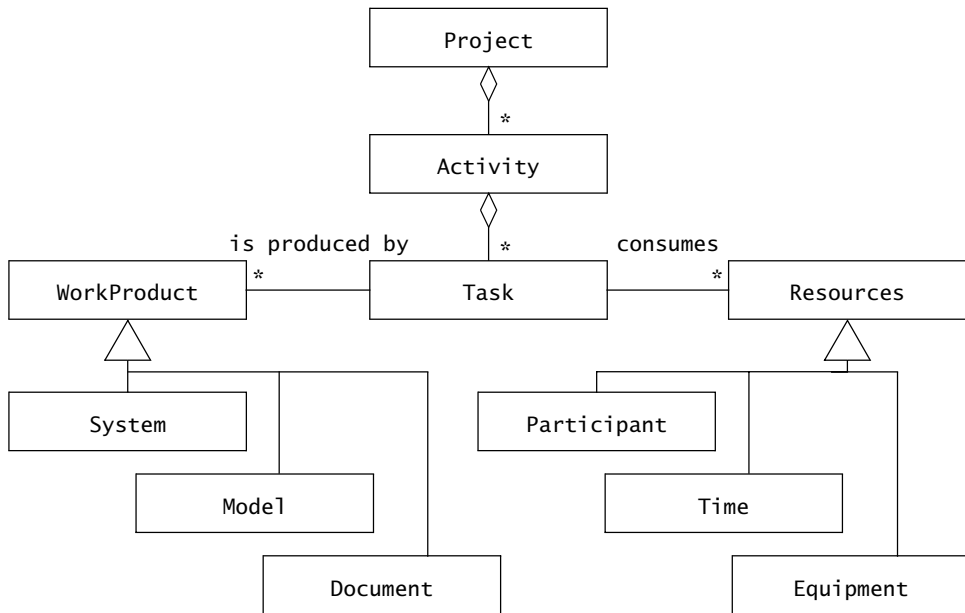 Project
*
Activity
is produced by
*
consumes
*
*
WorkProduct
Task
Resources
System
Participant
Model
Time
Document
Equipment